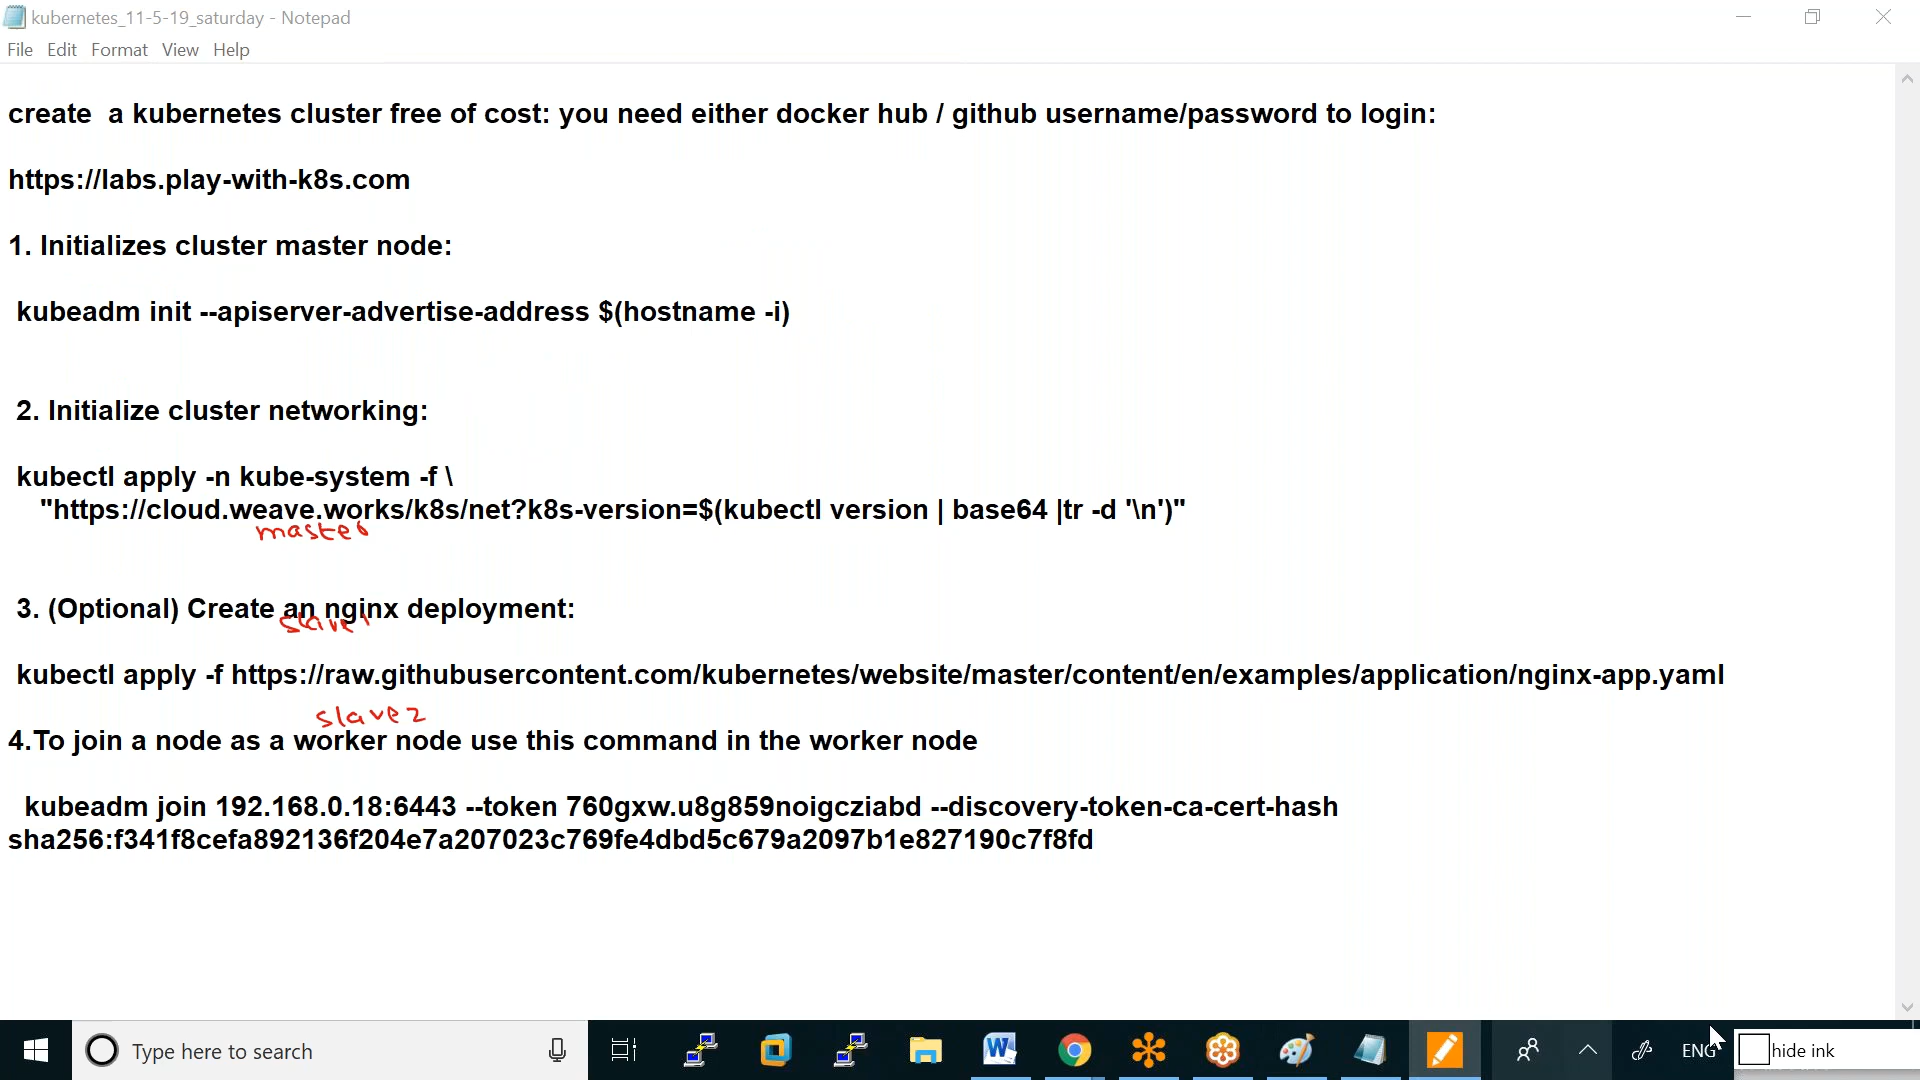 kubernetes_11-5-19_saturday - Notepad
File Edit Format View Help
create  a kubernetes cluster free of cost: you need either docker hub / github username/password to login:
https://labs.play-with-k8s.com
1. Initializes cluster master node:
kubeadm init --apiserver-advertise-address $(hostname -i)
2. Initialize cluster networking:
kubectl apply -n kube-system -f \
"https://cloud.weave.works/k8s/net?k8s-version=$(kubectl version | base64 |tr -d '\n')"
master
3. (Optional) Create an nginx deployment:
slave1
kubectl apply -f https://raw.githubusercontent.com/kubernetes/website/master/content/en/examples/application/nginx-app.yaml
slave2
4.To join a node as a worker node use this command in the worker node
kubeadm join 192.168.0.18:6443 --token 760gxw.u8g859noigcziabd --discovery-token-ca-cert-hash
sha256:f341f8cefa892136f204e7a207023c769fe4dbd5c679a2097b1e827190c7f8fd
Type here to search
ENG
hide ink